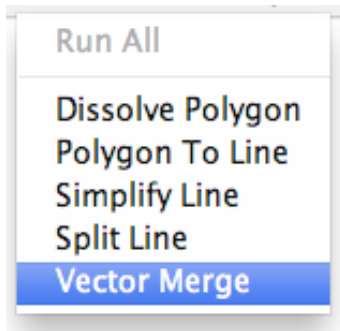 Run All
Dissolve Polygon
Polygon To Line
Simplify Line
Split Line
Vector Merge